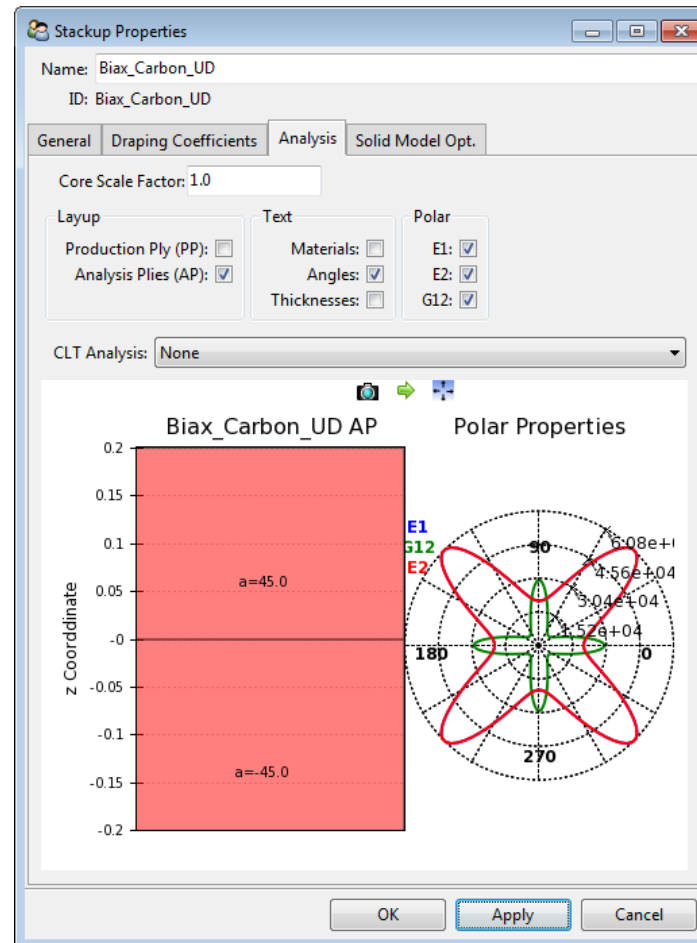 Stackup Properties
Name: Biax_Carbon_UD
ID: Biax_Carbon_UD
General Draping Coefficients Analysis Solid Model Opt.
Core Scale Factor: 1.0
Layup Text Polar
Production Ply (PP): Materials: E1:
Analysis Plies (AP): Angles: E2:
Thicknesses: G12:
CLT Analysis: None
Biax_Carbon_UD AP Polar Properties
0.2
0.15
0.1
0.05
-0
-0.05
-0.1
-0.15
-0.2
z Coorddinate
a=45.0
a=-45.0
E1
G12
E2
90
180
0
270
4.56e+04
3.04e+04
1.52e+04
OK Apply Cancel